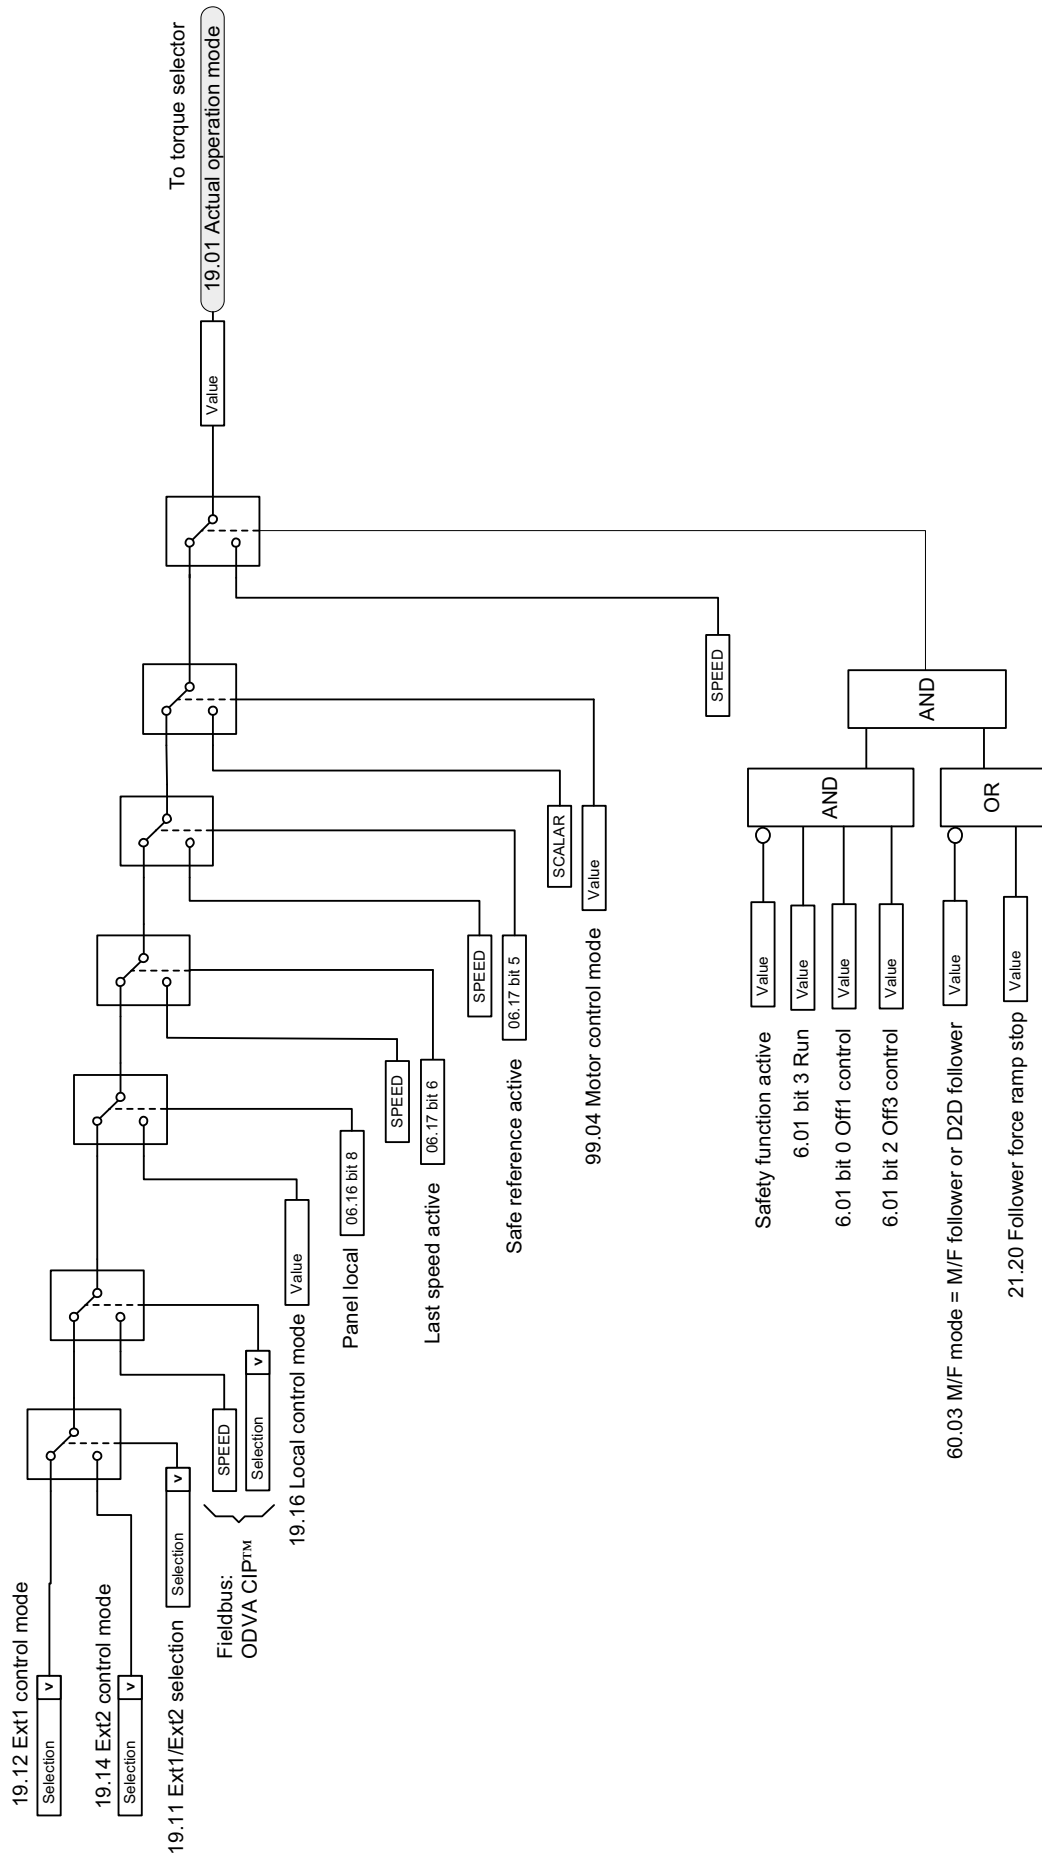 19.12 Ext1 control mode
Selection v
19.14 Ext2 control mode
Selection v
19.11 Ext1/Ext2 selection
Selection v
Fieldbus:
ODVA CIP™
SPEED
Selection v
19.16 Local control mode
Value
Panel local
06.16 bit 8
SPEED
Last speed active
06.17 bit 6
SPEED
Safe reference active
06.17 bit 5
SCALAR
99.04 Motor control mode
Value
SPEED
Safety function active
Value
6.01 bit 3 Run
Value
6.01 bit 0 Off1 control
Value
6.01 bit 2 Off3 control
Value
AND
60.03 M/F mode = M/F follower or D2D follower
Value
21.20 Follower force ramp stop
Value
OR
AND
Value
To torque selector
19.01 Actual operation mode